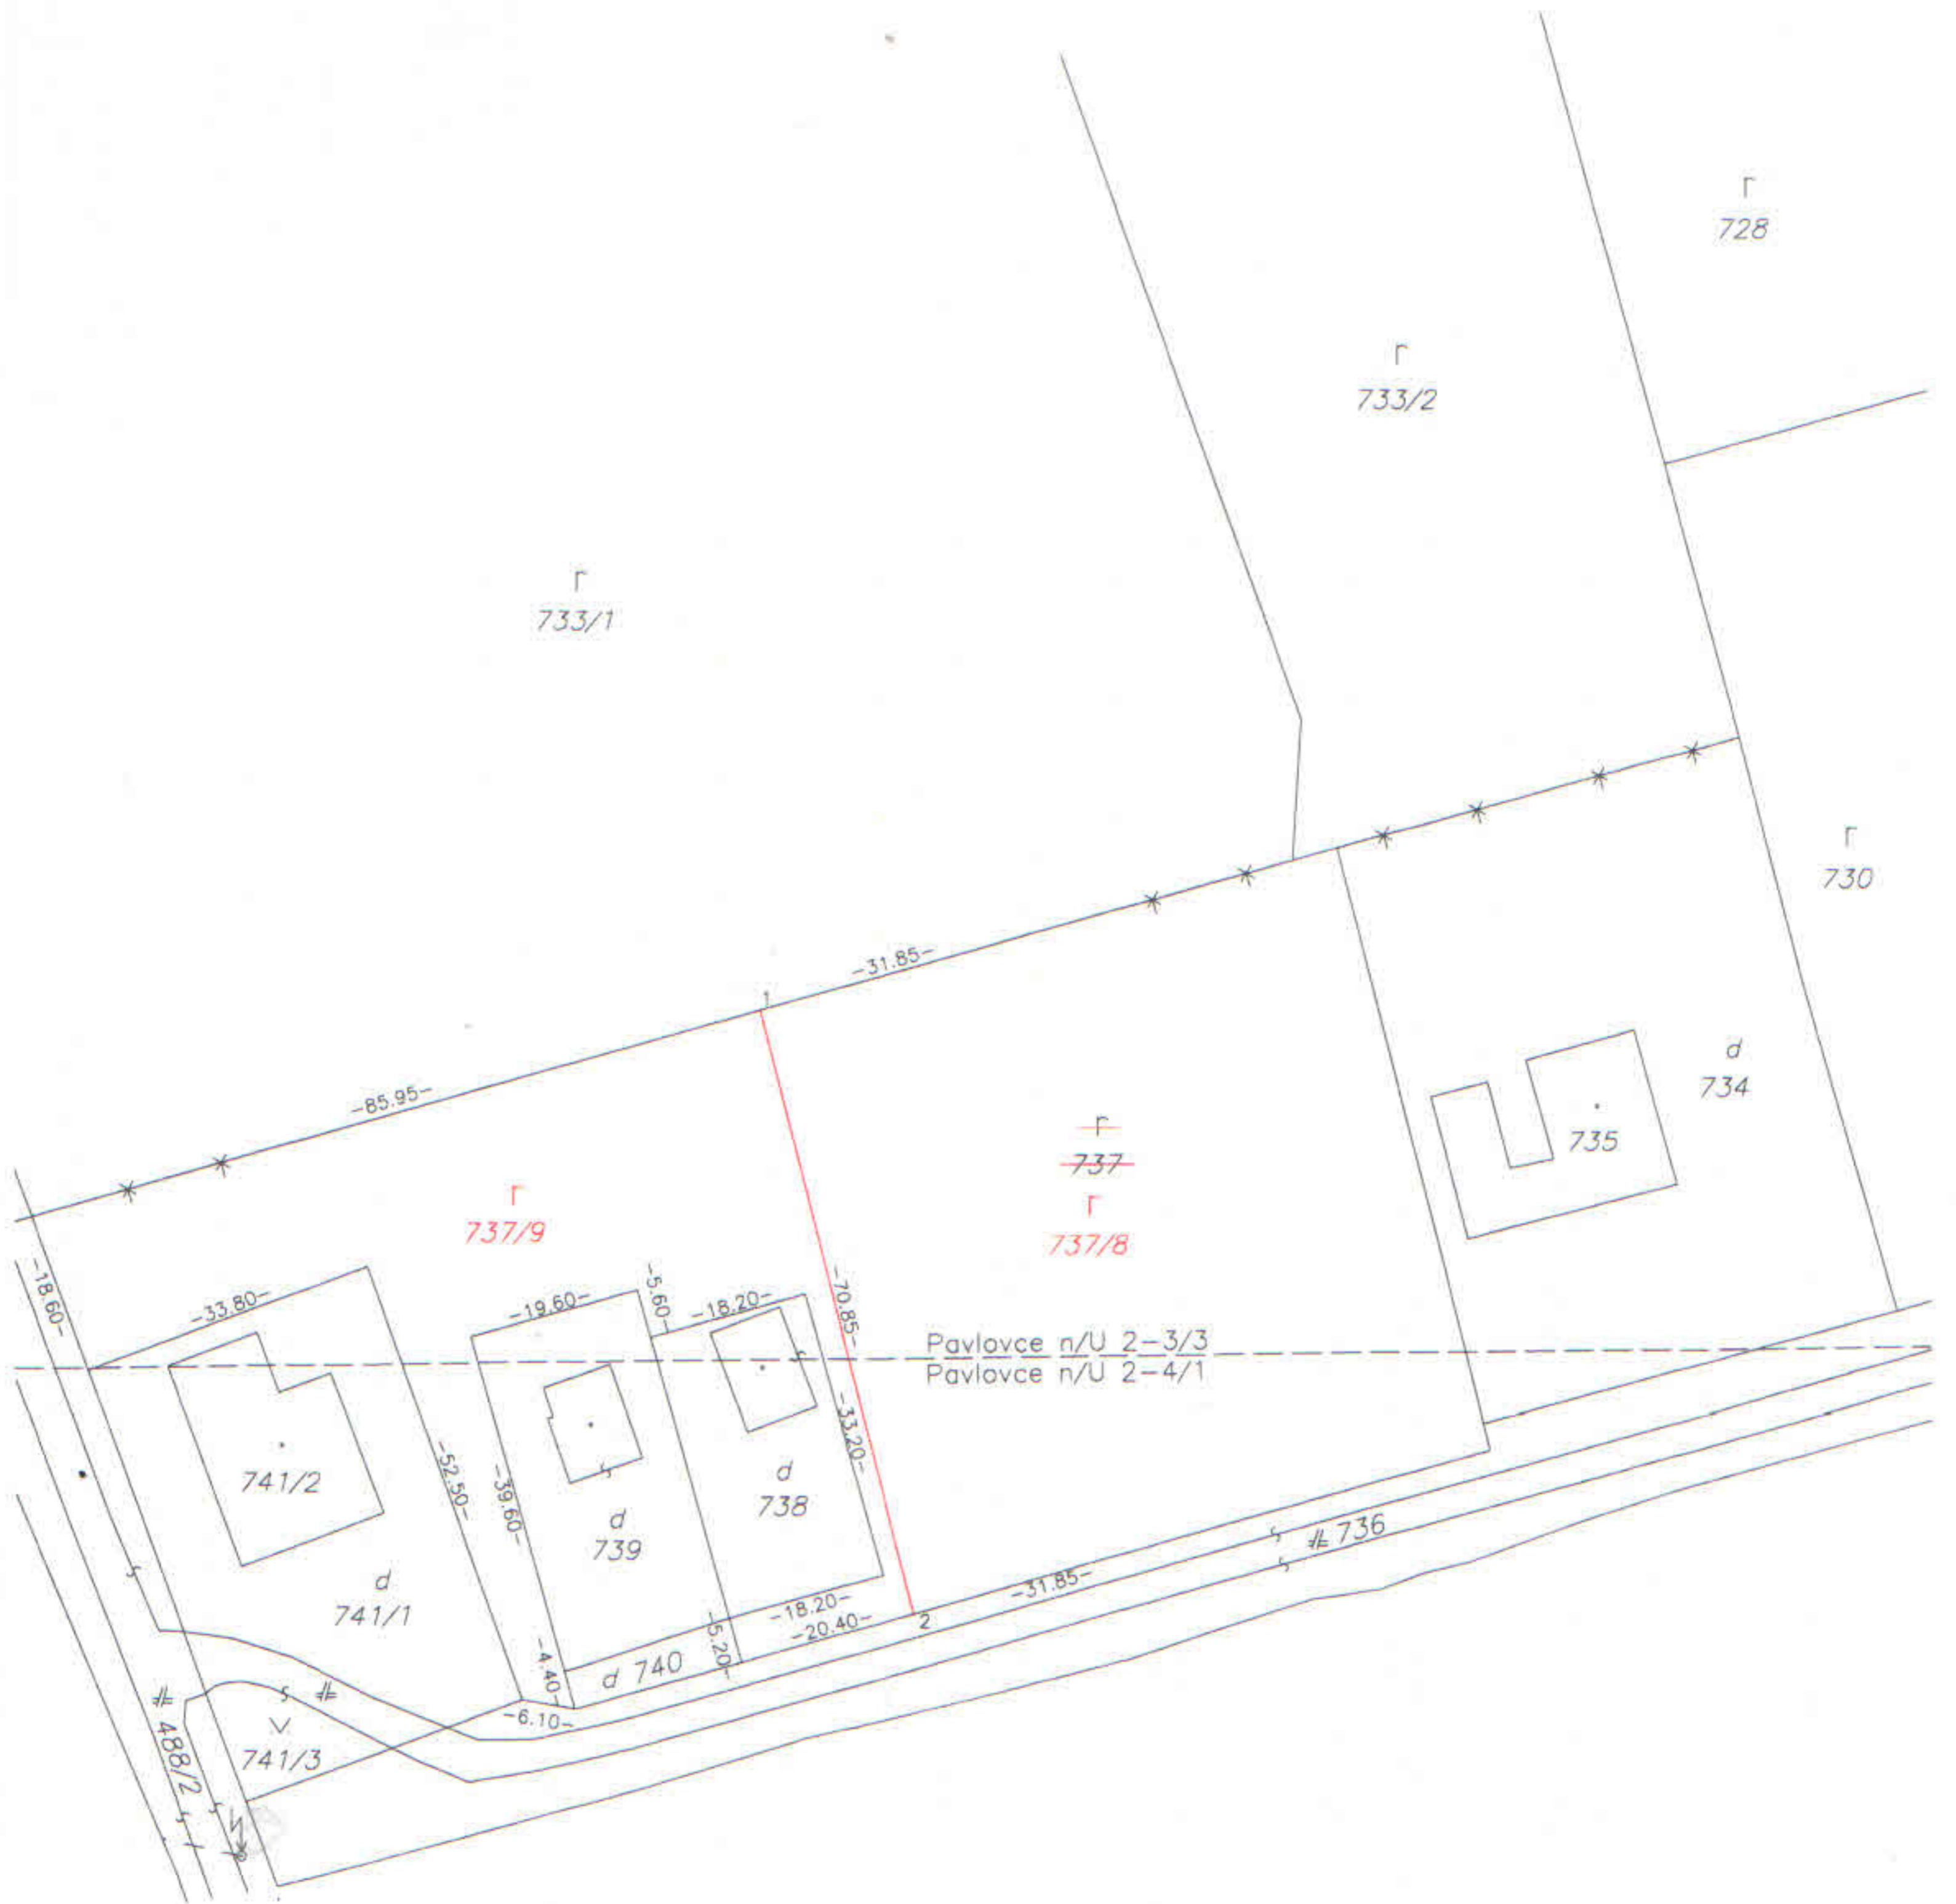 r
728
r
733/2
r
733/1
r
730
-31.85-
1
-85.95-
d
734
r
737
735
r
737/9
r
737/8
-18.60-
-33.80-
-19.60-
-5.60-
-18.20-
-70.85-
Pavlovce n/U 2-3/3
Pavlovce n/U 2-4/1
-33.20-
741/2
-52.50-
-39.60-
d
738
d
739
736
d
741/1
-31.85-
-18.20-
-20.40-
2
-5.20-
d 740
-4.40-
-6.10-
488/2
741/3